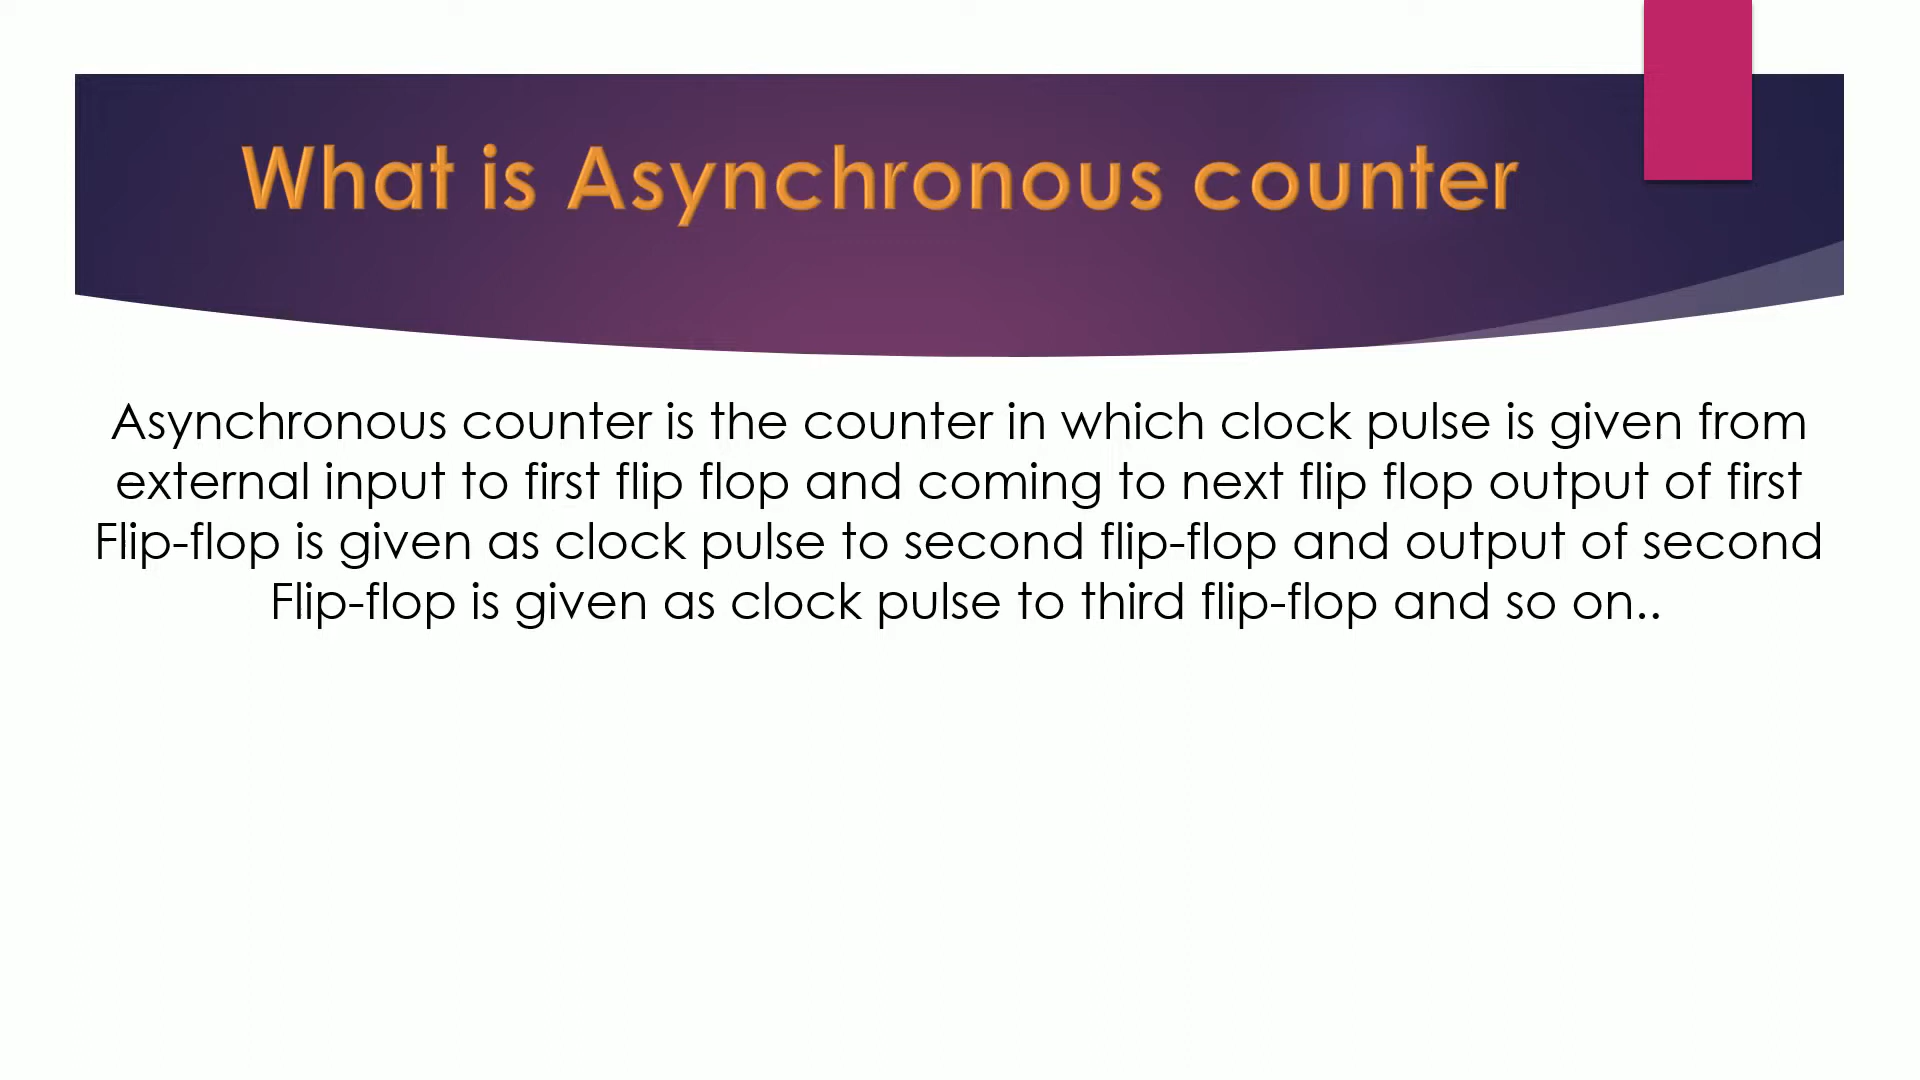 What is Asynchronous counter
Asynchronous counter is the counter in which clock pulse is given from
external input to first flip flop and coming to next flip flop output of first
Flip-flop is given as clock pulse to second flip-flop and output of second
Flip-flop is given as clock pulse to third flip-flop and so on..